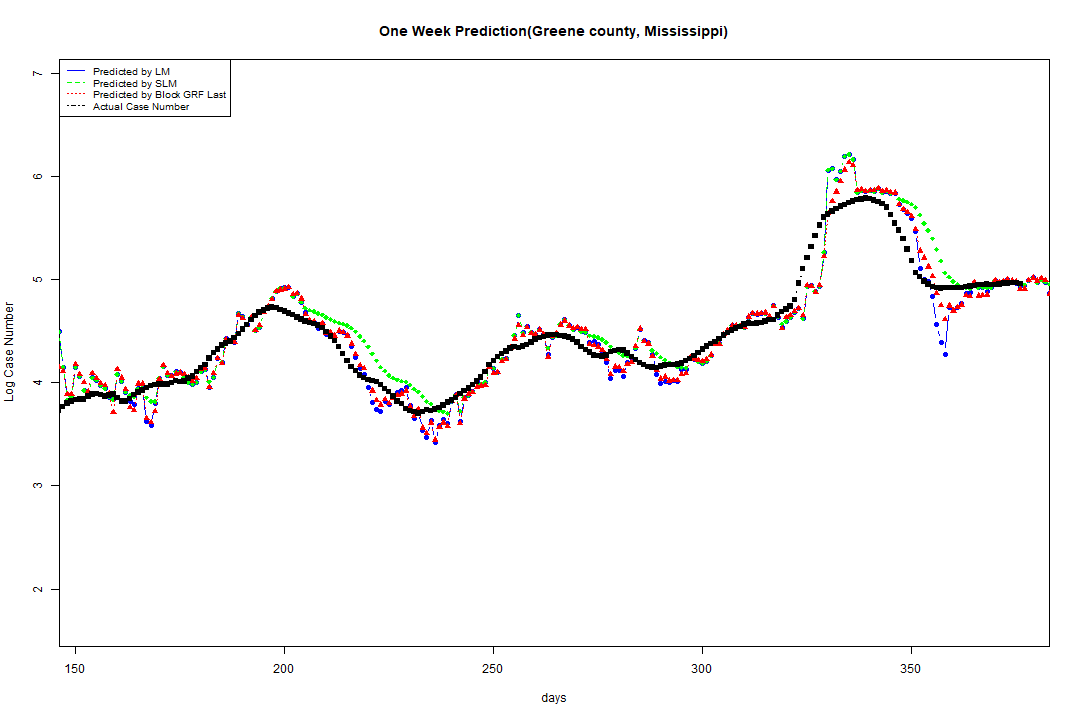 One Week Prediction(Greene county, Mississippi)
Predicted by LM
Predicted by SLM
Predicted by Block GRF Last
Actual Case Number
7
6
5
4
3
2
Log Case Number
150 200 250 300 350
days